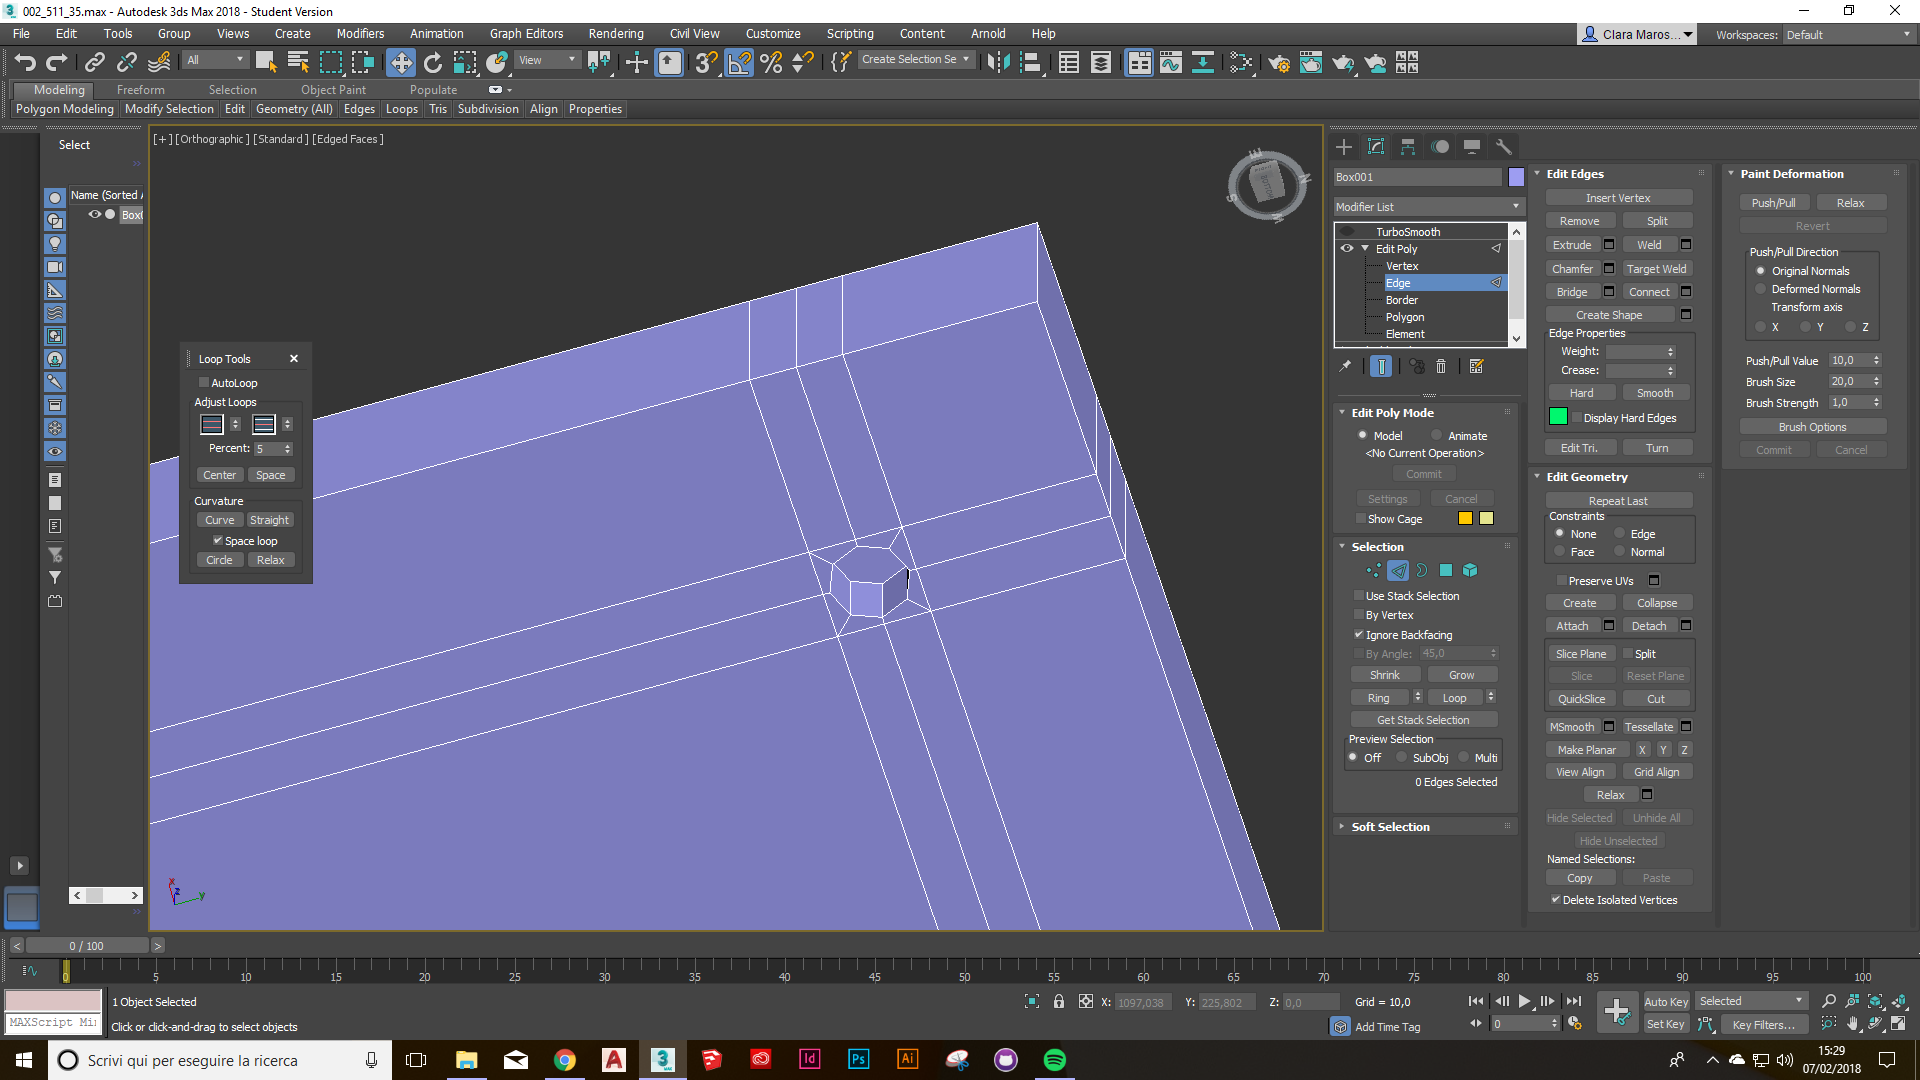 002_511_35.max - Autodesk 3ds Max 2018 - Student Version
File Edit Tools Group Views Create Modifiers Animation Graph Editors Rendering Civil View Customize Scripting Content Arnold Help
Clara Maros... Workspaces: Default
All View Create Selection Se
Modeling Freeform Selection Object Paint Populate
Polygon Modeling Modify Selection Edit Geometry (All) Edges Loops Tris Subdivision Align Properties
Select
Name (Sorted A
Box0
[+] [Orthographic] [Standard] [Edged Faces]
Loop Tools
AutoLoop
Adjust Loops
Percent: 5
Center Space
Curvature
Curve Straight
Space loop
Circle Relax
Box001
Modifier List
TurboSmooth
Edit Poly
Vertex
Edge
Border
Polygon
Element
Edit Poly Mode
Model Animate
<No Current Operation>
Commit
Settings Cancel
Show Cage
Selection
Use Stack Selection
By Vertex
Ignore Backfacing
By Angle: 45,0
Shrink Grow
Ring Loop
Get Stack Selection
Preview Selection
Off SubObj Multi
0 Edges Selected
Soft Selection
Edit Edges
Insert Vertex
Remove Split
Extrude Weld
Chamfer Target Weld
Bridge Connect
Create Shape
Edge Properties
Weight:
Crease:
Hard Smooth
Display Hard Edges
Edit Tri. Turn
Edit Geometry
Repeat Last
Constraints
None Edge
Face Normal
Preserve UVs
Create Collapse
Attach Detach
Slice Plane Split
Slice Reset Plane
QuickSlice Cut
MSmooth Tessellate
Make Planar X Y Z
View Align Grid Align
Relax
Hide Selected Unhide All
Hide Unselected
Named Selections:
Copy Paste
Delete Isolated Vertices
Paint Deformation
Push/Pull Relax
Revert
Push/Pull Direction
Original Normals
Deformed Normals
Transform axis
X Y Z
Push/Pull Value 10,0
Brush Size 20,0
Brush Strength 1,0
Brush Options
Commit Cancel
0 / 100
0 5 10 15 20 25 30 35 40 45 50 55 60 65 70 75 80 85 90 95 100
1 Object Selected
X: 1097,038 Y: 225,802 Z: 0,0 Grid = 10,0
Auto Key Selected
MAXScript Mi
Click or click-and-drag to select objects
Add Time Tag
0
Set Key Key Filters...
Scrivi qui per eseguire la ricerca
15:29
07/02/2018